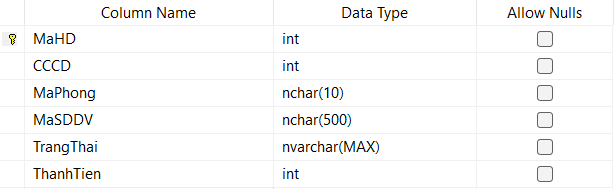 Column Name Data Type Allow Nulls
MaHD int
CCCD int
MaPhong nchar(10)
MaSDDV nchar(500)
TrangThai nvarchar(MAX)
ThanhTien int